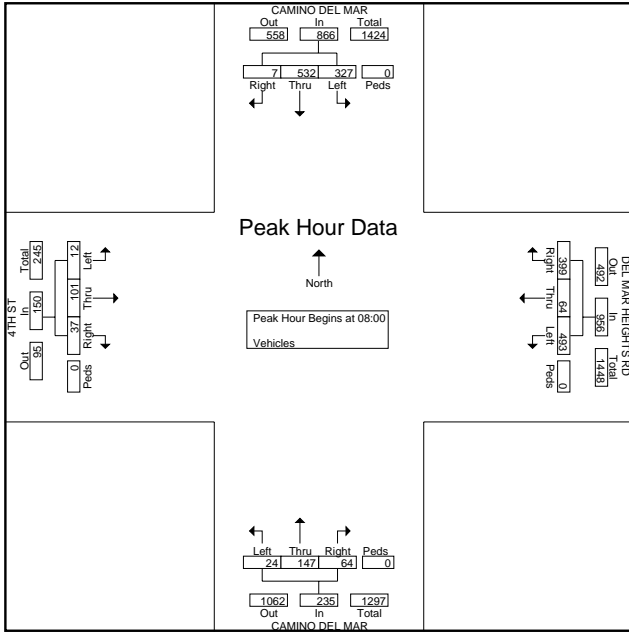 CAMINO DEL MAR
Out In Total
558 866 1424
7 532 327 0
Right Thru Left Peds
Peak Hour Data
North
Peak Hour Begins at 08:00
Vehicles
4TH ST
Total In Out
245 150 95
12 101 37 0
Left Thru Right Peds
DEL MAR HEIGHTS RD
Out In Total
492 956 1448
399 64 493 0
Right Thru Left Peds
Left Thru Right Peds
24 147 64 0
1062 235 1297
Out In Total
CAMINO DEL MAR